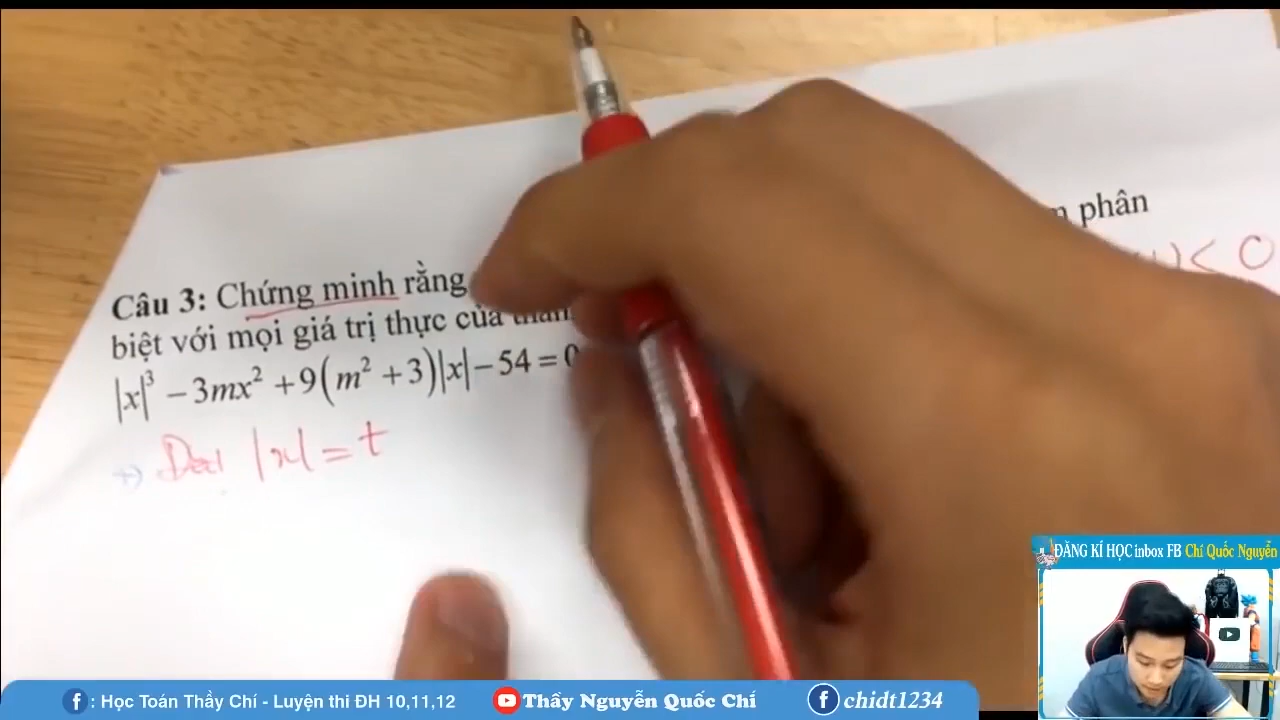 phân
< 0
Câu 3: Chứng minh rằng
biệt với mọi giá trị thực của
|x|³ − 3mx² + 9(m² + 3)|x| − 54 = 0
+) Đặt |x| = t
ĐĂNG KÍ HỌC inbox FB Chí Quốc Nguyễn
: Học Toán Thầy Chí - Luyện thi ĐH 10,11,12
Thầy Nguyễn Quốc Chí
chidt1234